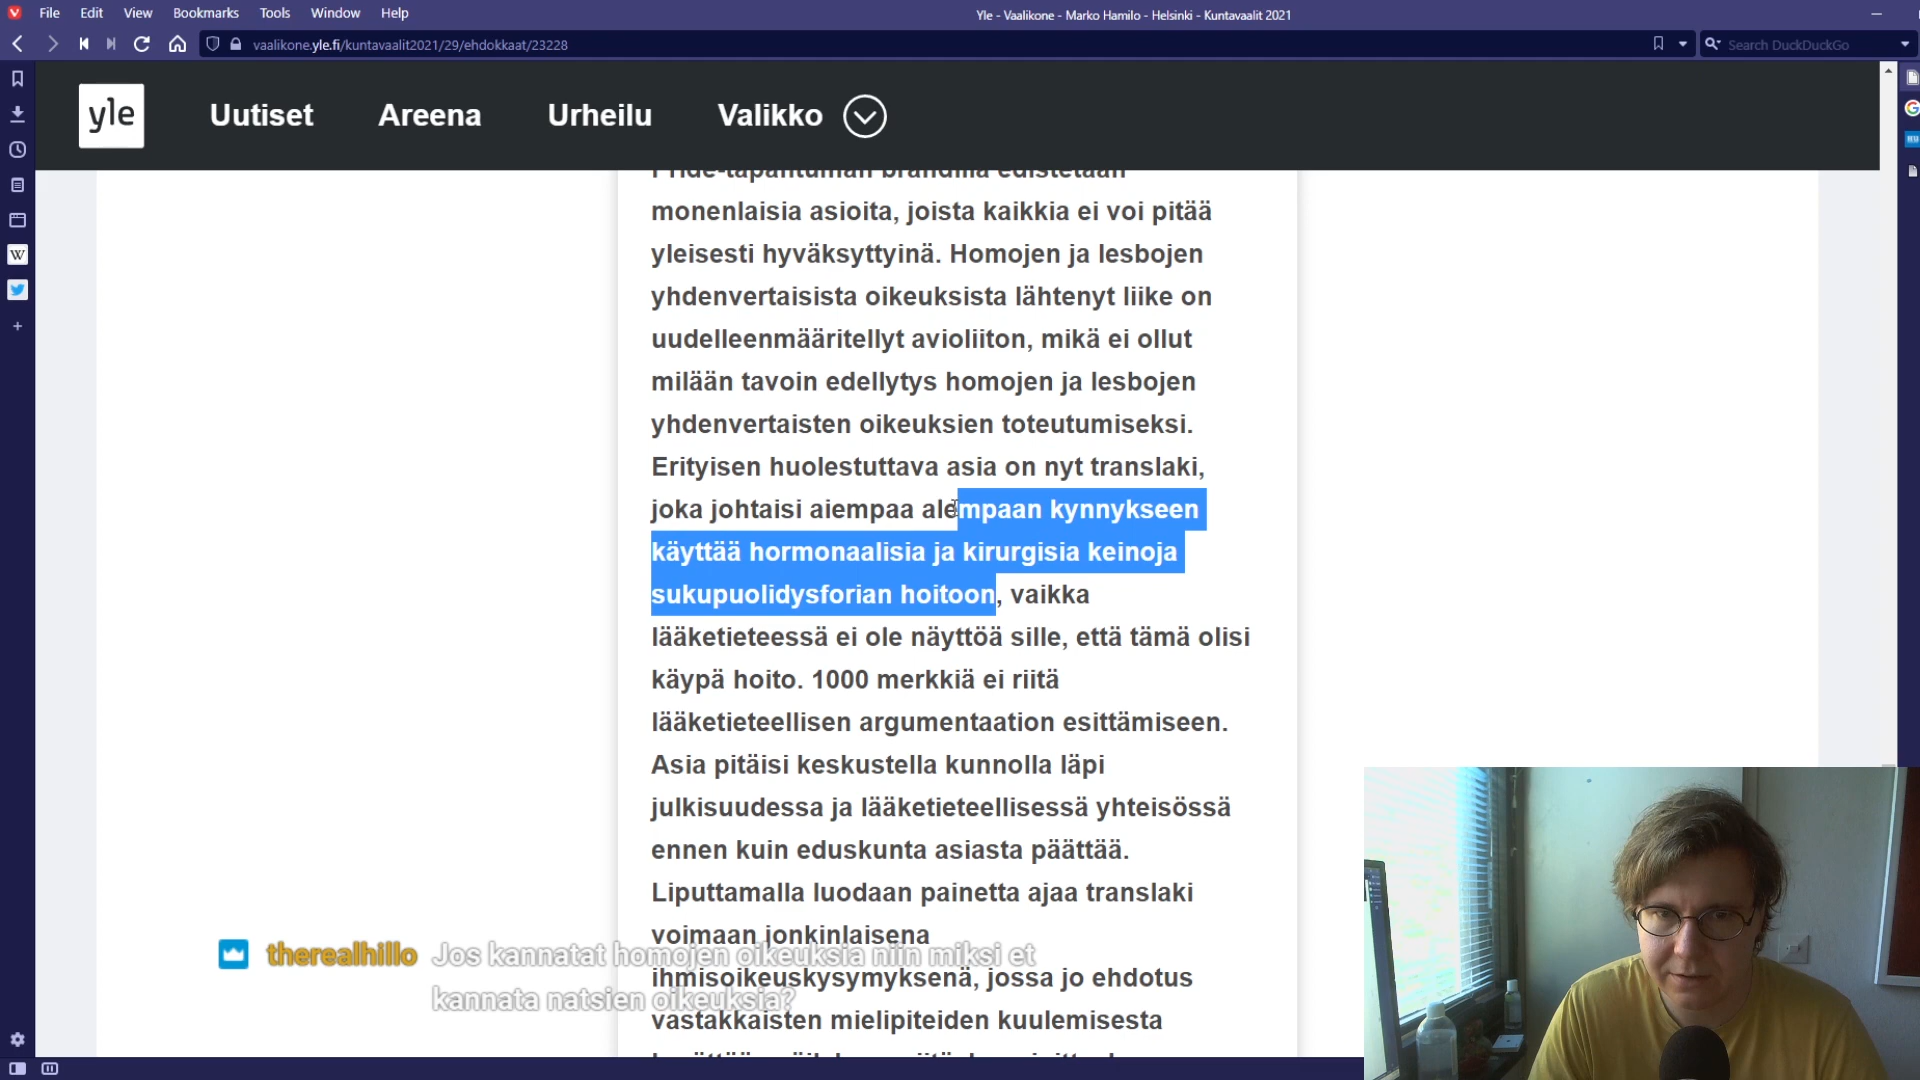 File Edit View Bookmarks Tools Window Help
Yle - Vaalikone - Marko Hamilo - Helsinki - Kuntavaalit 2021
vaalikone.yle.fi/kuntavaalit2021/29/ehdokkaat/23228
Search DuckDuckGo
yle Uutiset Areena Urheilu Valikko
Pride-tapahtuman brändillä edistetään
monenlaisia asioita, joista kaikkia ei voi pitää
yleisesti hyväksyttyinä. Homojen ja lesbojen
yhdenvertaisista oikeuksista lähtenyt liike on
uudelleenmääritellyt avioliiton, mikä ei ollut
milään tavoin edellytys homojen ja lesbojen
yhdenvertaisten oikeuksien toteutumiseksi.
Erityisen huolestuttava asia on nyt translaki,
joka johtaisi aiempaa alempaan kynnykseen
käyttää hormonaalisia ja kirurgisia keinoja
sukupuolidysforian hoitoon, vaikka
lääketieteessä ei ole näyttöä sille, että tämä olisi
käypä hoito. 1000 merkkiä ei riitä
lääketieteellisen argumentaation esittämiseen.
Asia pitäisi keskustella kunnolla läpi
julkisuudessa ja lääketieteellisessä yhteisössä
ennen kuin eduskunta asiasta päättää.
Liputtamalla luodaan painetta ajaa translaki
voimaan jonkinlaisena
ihmisoikeuskysymyksenä, jossa jo ehdotus
vastakkaisten mielipiteiden kuulemisesta
therealhillo Jos kannatat homojen oikeuksia niin miksi et
kannata natsien oikeuksia?